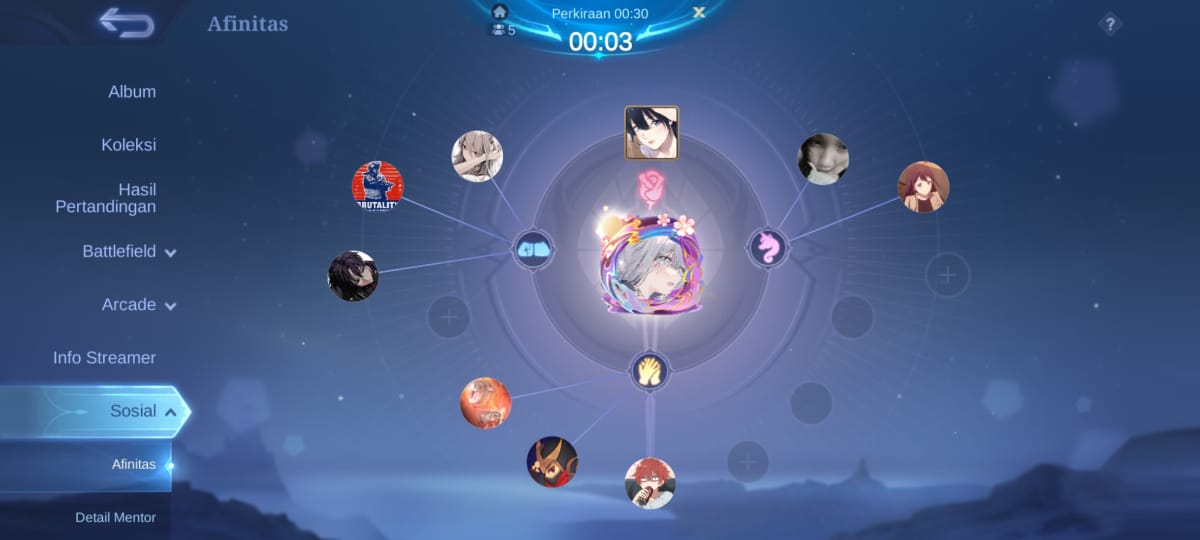 Afinitas
Perkiraan 00:30
5
00:03
X
?
Album
Koleksi
Hasil
Pertandingan
Battlefield
Arcade
Info Streamer
Sosial
Afinitas
Detail Mentor
BRUTALITY